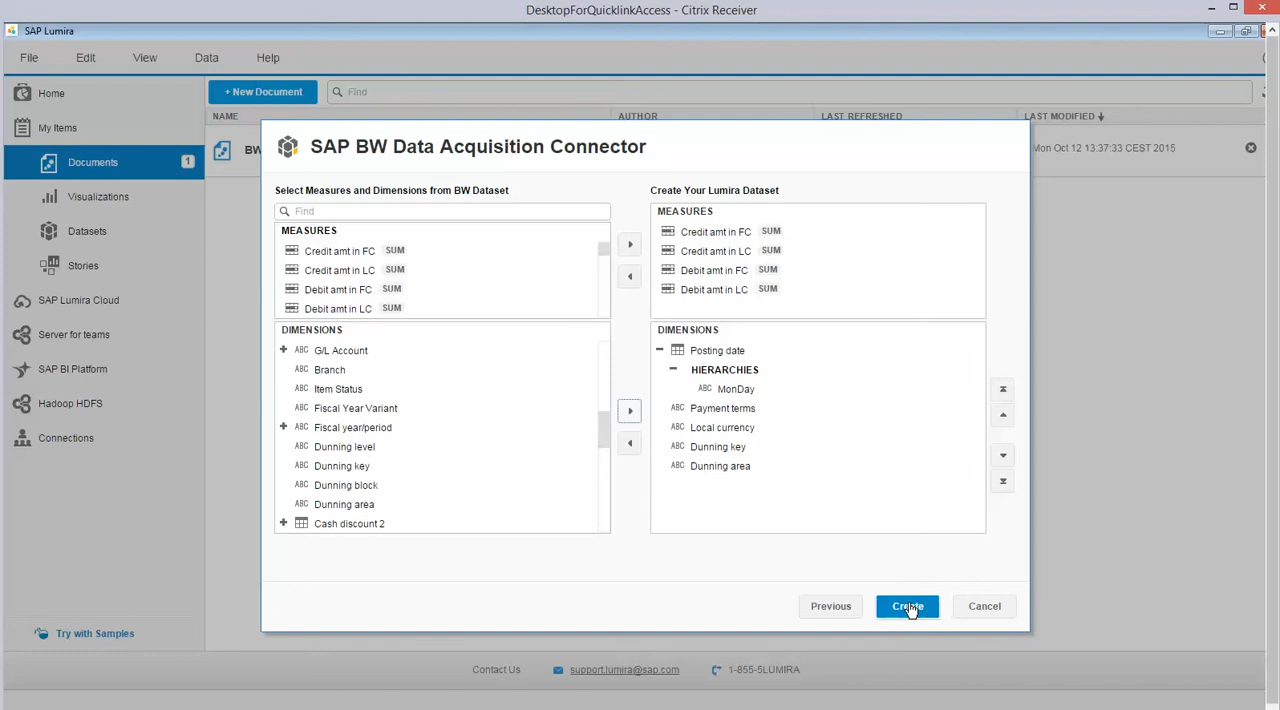 DesktopForQuicklinkAccess - Citrix Receiver
SAP Lumira
File Edit View Data Help
Home
My Items
Documents 1
Visualizations
Datasets
Stories
SAP Lumira Cloud
Server for teams
SAP BI Platform
Hadoop HDFS
Connections
Try with Samples
+ New Document
Find
NAME AUTHOR LAST REFRESHED LAST MODIFIED
BW
Mon Oct 12 13.37:33 CEST 2015
SAP BW Data Acquisition Connector
Select Measures and Dimensions from BW Dataset
Find
MEASURES
Credit amt in FC SUM
Credit amt in LC SUM
Debit amt in FC SUM
Debit amt in LC SUM
DIMENSIONS
ABC G/L Account
ABC Branch
ABC Item Status
ABC Fiscal Year Variant
ABC Fiscal year/period
ABC Dunning level
ABC Dunning key
ABC Dunning block
ABC Dunning area
Cash discount 2
Create Your Lumira Dataset
MEASURES
Credit amt in FC SUM
Credit amt in LC SUM
Debit amt in FC SUM
Debit amt in LC SUM
DIMENSIONS
Posting date
HIERARCHIES
ABC MonDay
ABC Payment terms
ABC Local currency
ABC Dunning key
ABC Dunning area
Previous Create Cancel
Contact Us support.lumira@sap.com 1-855-5LUMIRA